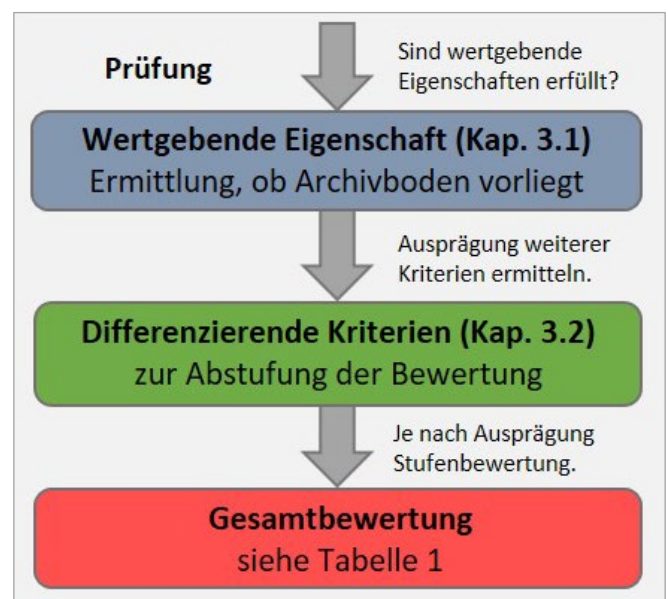 Prüfung
Sind wertgebende
Eigenschaften erfüllt?
Wertgebende Eigenschaft (Kap. 3.1)
Ermittlung, ob Archivboden vorliegt
Ausprägung weiterer
Kriterien ermitteln.
Differenzierende Kriterien (Kap. 3.2)
zur Abstufung der Bewertung
Je nach Ausprägung
Stufenbewertung.
Gesamtbewertung
siehe Tabelle 1